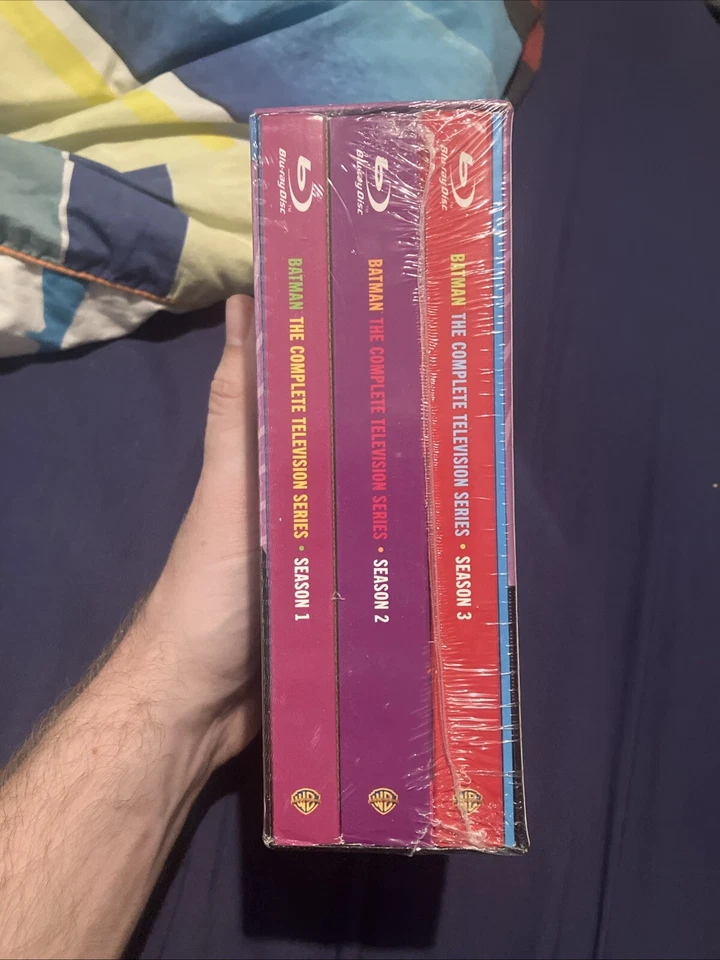 Blu-ray Disc™
BATMAN THE COMPLETE TELEVISION SERIES • SEASON 1
WB
Blu-ray Disc
BATMAN THE COMPLETE TELEVISION SERIES • SEASON 2
WB
Blu-ray Disc
BATMAN THE COMPLETE TELEVISION SERIES • SEASON 3
WB